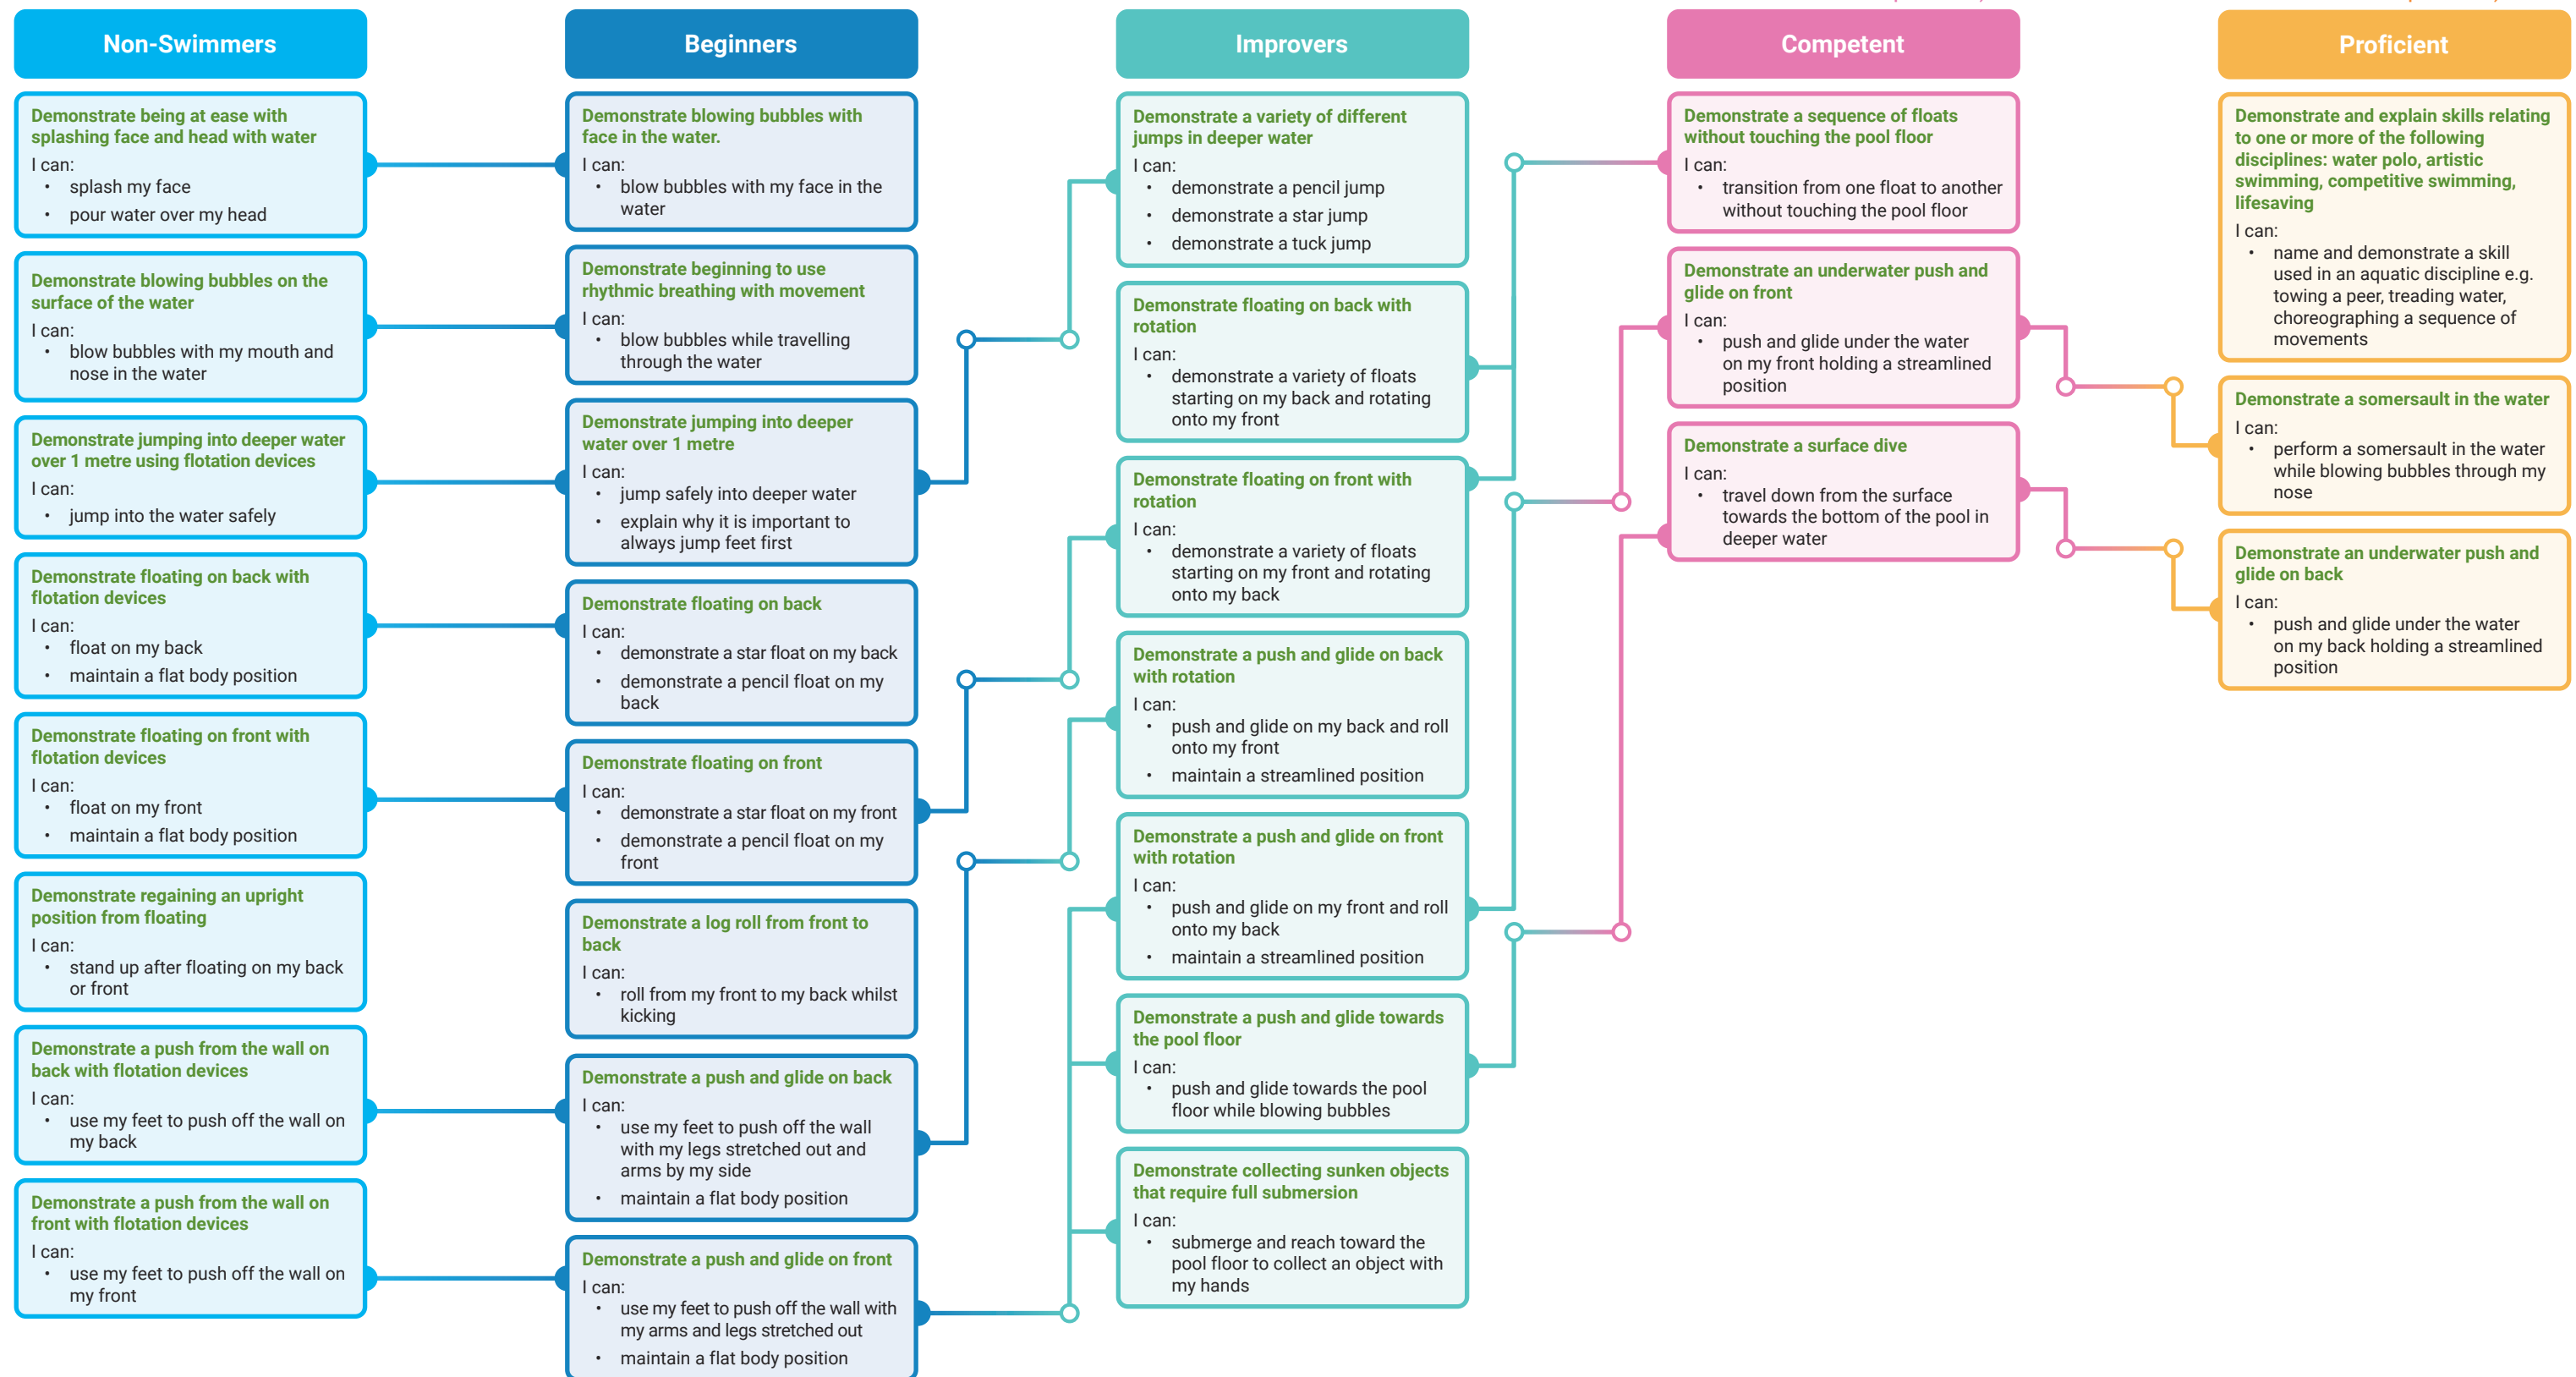 Non-Swimmers
Demonstrate being at ease with
splashing face and head with water
I can:
• splash my face
• pour water over my head
Demonstrate blowing bubbles on the
surface of the water
I can:
• blow bubbles with my mouth and
nose in the water
Demonstrate jumping into deeper water
over 1 metre using flotation devices
I can:
• jump into the water safely
Demonstrate floating on back with
flotation devices
I can:
• float on my back
• maintain a flat body position
Demonstrate floating on front with
flotation devices
I can:
• float on my front
• maintain a flat body position
Demonstrate regaining an upright
position from floating
I can:
• stand up after floating on my back
or front
Demonstrate a push from the wall on
back with flotation devices
I can:
• use my feet to push off the wall on
my back
Demonstrate a push from the wall on
front with flotation devices
I can:
• use my feet to push off the wall on
my front
Beginners
Demonstrate blowing bubbles with
face in the water.
I can:
• blow bubbles with my face in the
water
Demonstrate beginning to use
rhythmic breathing with movement
I can:
• blow bubbles while travelling
through the water
Demonstrate jumping into deeper
water over 1 metre
I can:
• jump safely into deeper water
• explain why it is important to
always jump feet first
Demonstrate floating on back
I can:
• demonstrate a star float on my back
• demonstrate a pencil float on my
back
Demonstrate floating on front
I can:
• demonstrate a star float on my front
• demonstrate a pencil float on my
front
Demonstrate a log roll from front to
back
I can:
• roll from my front to my back whilst
kicking
Demonstrate a push and glide on back
I can:
• use my feet to push off the wall
with my legs stretched out and
arms by my side
• maintain a flat body position
Demonstrate a push and glide on front
I can:
• use my feet to push off the wall with
my arms and legs stretched out
• maintain a flat body position
Improvers
Demonstrate a variety of different
jumps in deeper water
I can:
• demonstrate a pencil jump
• demonstrate a star jump
• demonstrate a tuck jump
Demonstrate floating on back with
rotation
I can:
• demonstrate a variety of floats
starting on my back and rotating
onto my front
Demonstrate floating on front with
rotation
I can:
• demonstrate a variety of floats
starting on my front and rotating
onto my back
Demonstrate a push and glide on back
with rotation
I can:
• push and glide on my back and roll
onto my front
• maintain a streamlined position
Demonstrate a push and glide on front
with rotation
I can:
• push and glide on my front and roll
onto my back
• maintain a streamlined position
Demonstrate a push and glide towards
the pool floor
I can:
• push and glide towards the pool
floor while blowing bubbles
Demonstrate collecting sunken objects
that require full submersion
I can:
• submerge and reach toward the
pool floor to collect an object with
my hands
Competent
Demonstrate a sequence of floats
without touching the pool floor
I can:
• transition from one float to another
without touching the pool floor
Demonstrate an underwater push and
glide on front
I can:
• push and glide under the water
on my front holding a streamlined
position
Demonstrate a surface dive
I can:
• travel down from the surface
towards the bottom of the pool in
deeper water
Proficient
Demonstrate and explain skills relating
to one or more of the following
disciplines: water polo, artistic
swimming, competitive swimming,
lifesaving
I can:
• name and demonstrate a skill
used in an aquatic discipline e.g.
towing a peer, treading water,
choreographing a sequence of
movements
Demonstrate a somersault in the water
I can:
• perform a somersault in the water
while blowing bubbles through my
nose
Demonstrate an underwater push and
glide on back
I can:
• push and glide under the water
on my back holding a streamlined
position